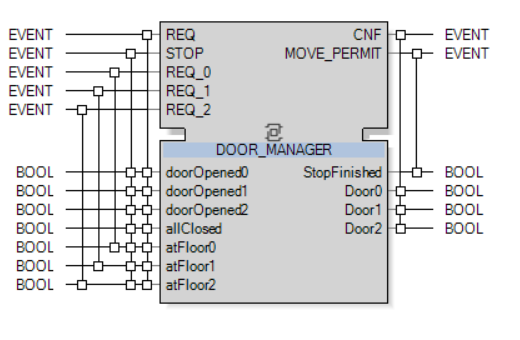 EVENT REQ CNF EVENT
EVENT STOP MOVE_PERMIT EVENT
EVENT REQ_0
EVENT REQ_1
EVENT REQ_2
DOOR_MANAGER
BOOL doorOpened0 StopFinished BOOL
BOOL doorOpened1 Door0 BOOL
BOOL doorOpened2 Door1 BOOL
BOOL allClosed Door2 BOOL
BOOL atFloor0
BOOL atFloor1
BOOL atFloor2